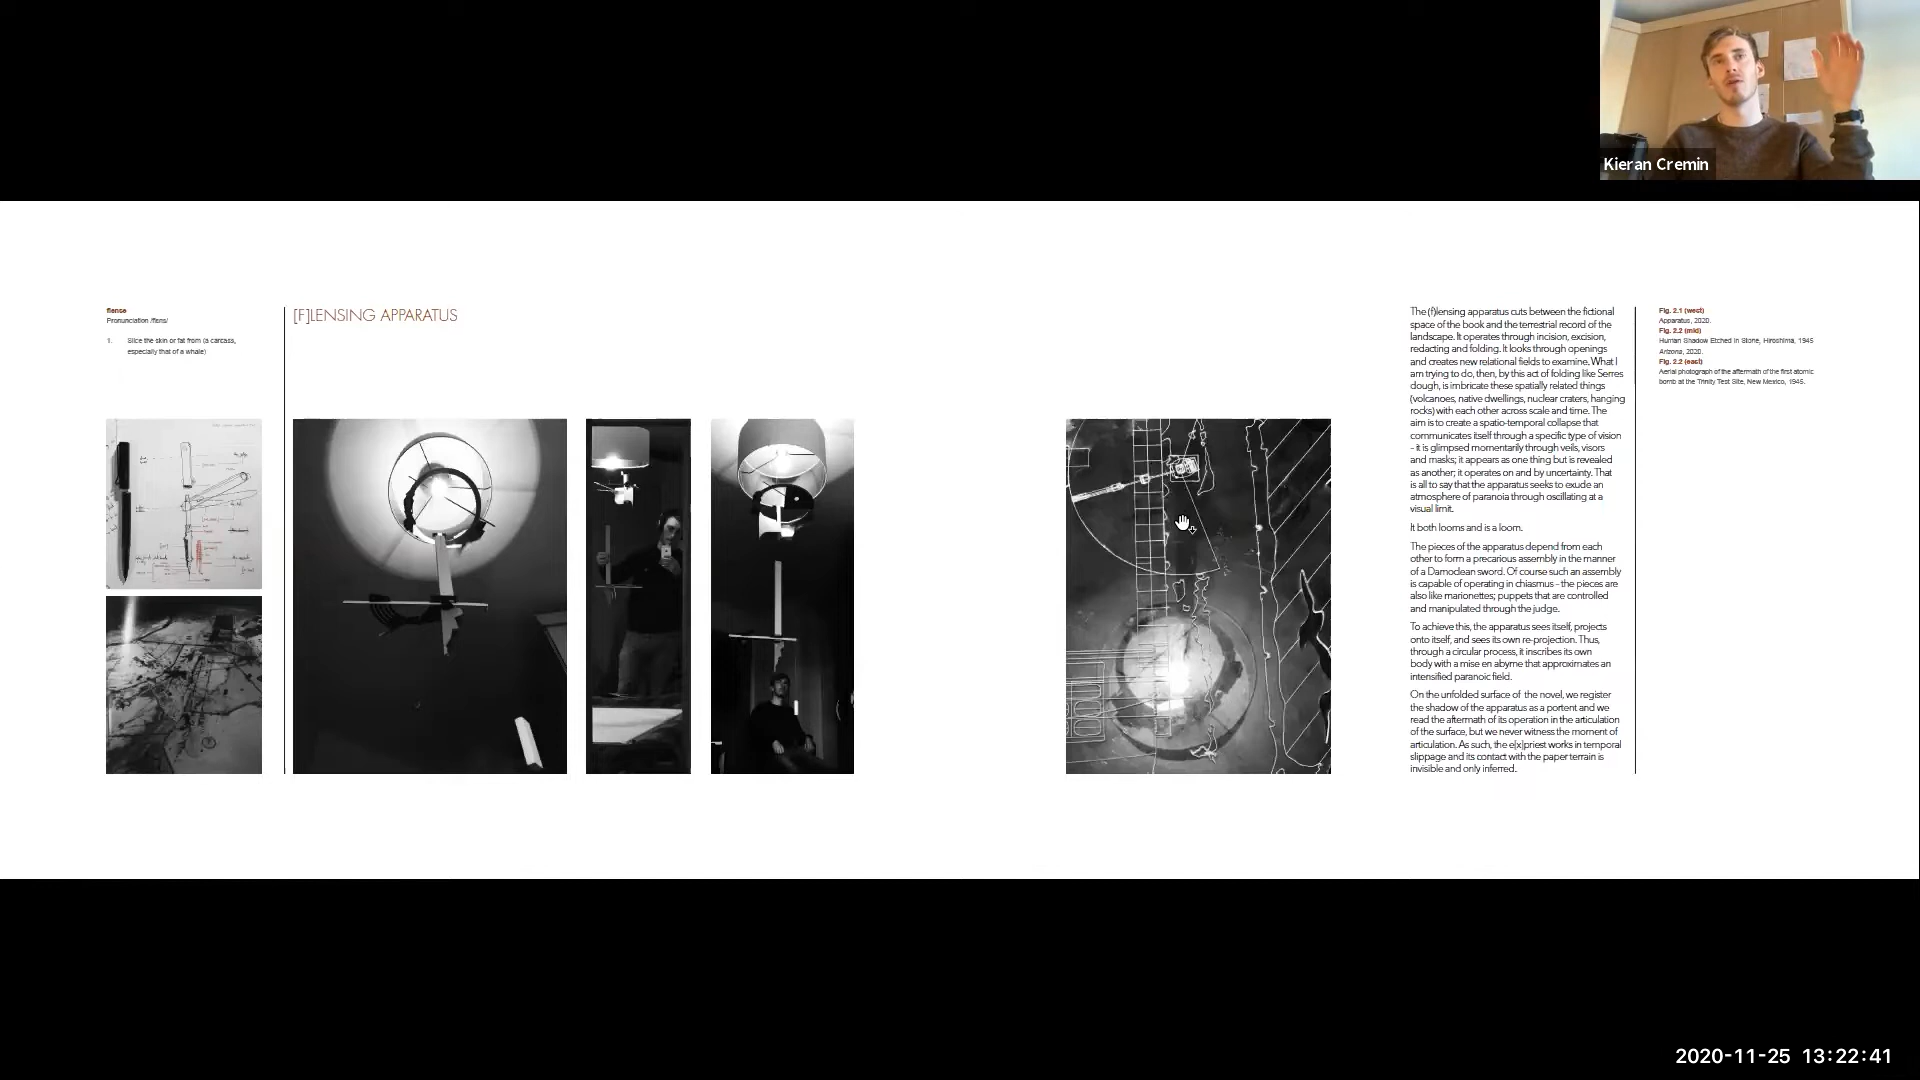 Kieran Cremin
flense
Pronunciation /flens/
1. Slice the skin or fat from (a carcass,
especially that of a whale)
[F]LENSING APPARATUS
The (f)lensing apparatus cuts between the fictional
space of the book and the terrestrial record of the
landscape. It operates through incision, excision,
redacting and folding. It looks through openings
and creates new relational fields to examine. What I
am trying to do, then, by this act of folding like Serres
dough, is imbricate these spatially related things
(volcanoes, native dwellings, nuclear craters, hanging
rocks) with each other across scale and time. The
aim is to create a spatio-temporal collapse that
communicates itself through a specific type of vision
- it is glimpsed momentarily through veils, visors
and masks; it appears as one thing but is revealed
as another; it operates on and by uncertainty. That
is all to say that the apparatus seeks to exude an
atmosphere of paranoia through oscillating at a
visual limit.
It both looms and is a loom.
The pieces of the apparatus depend from each
other to form a precarious assembly in the manner
of a Damoclean sword. Of course such an assembly
is capable of operating in chiasmus - the pieces are
also like marionettes; puppets that are controlled
and manipulated through the judge.
To achieve this, the apparatus sees itself, projects
onto itself, and sees its own re-projection. Thus,
through a circular process, it inscribes its own
body with a mise en abyme that approximates an
intensified paranoic field.
On the unfolded surface of the novel, we register
the shadow of the apparatus as a portent and we
read the aftermath of its operation in the articulation
of the surface, but we never witness the moment of
articulation. As such, the e[x]priest works in temporal
slippage and its contact with the paper terrain is
invisible and only inferred.
Fig. 2.1 (west)
Apparatus, 2020.
Fig. 2.2 (mid)
Human Shadow Etched in Stone, Hiroshima, 1945
Arizona, 2020.
Fig. 2.2 (east)
Aerial photograph of the aftermath of the first atomic
bomb at the Trinity Test Site, New Mexico, 1945.
2020-11-25 13:22:41